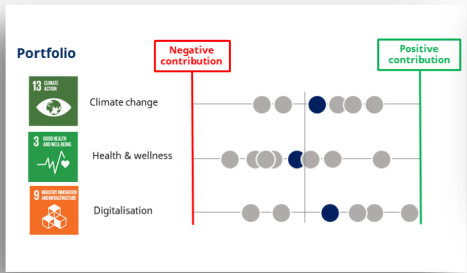 Portfolio
Negative
contribution
Positive
contribution
13 CLIMATE
ACTION
Climate change
3 GOOD HEALTH
AND WELL-BEING
Health & wellness
9 INDUSTRY, INNOVATION
AND INFRASTRUCTURE
Digitalisation